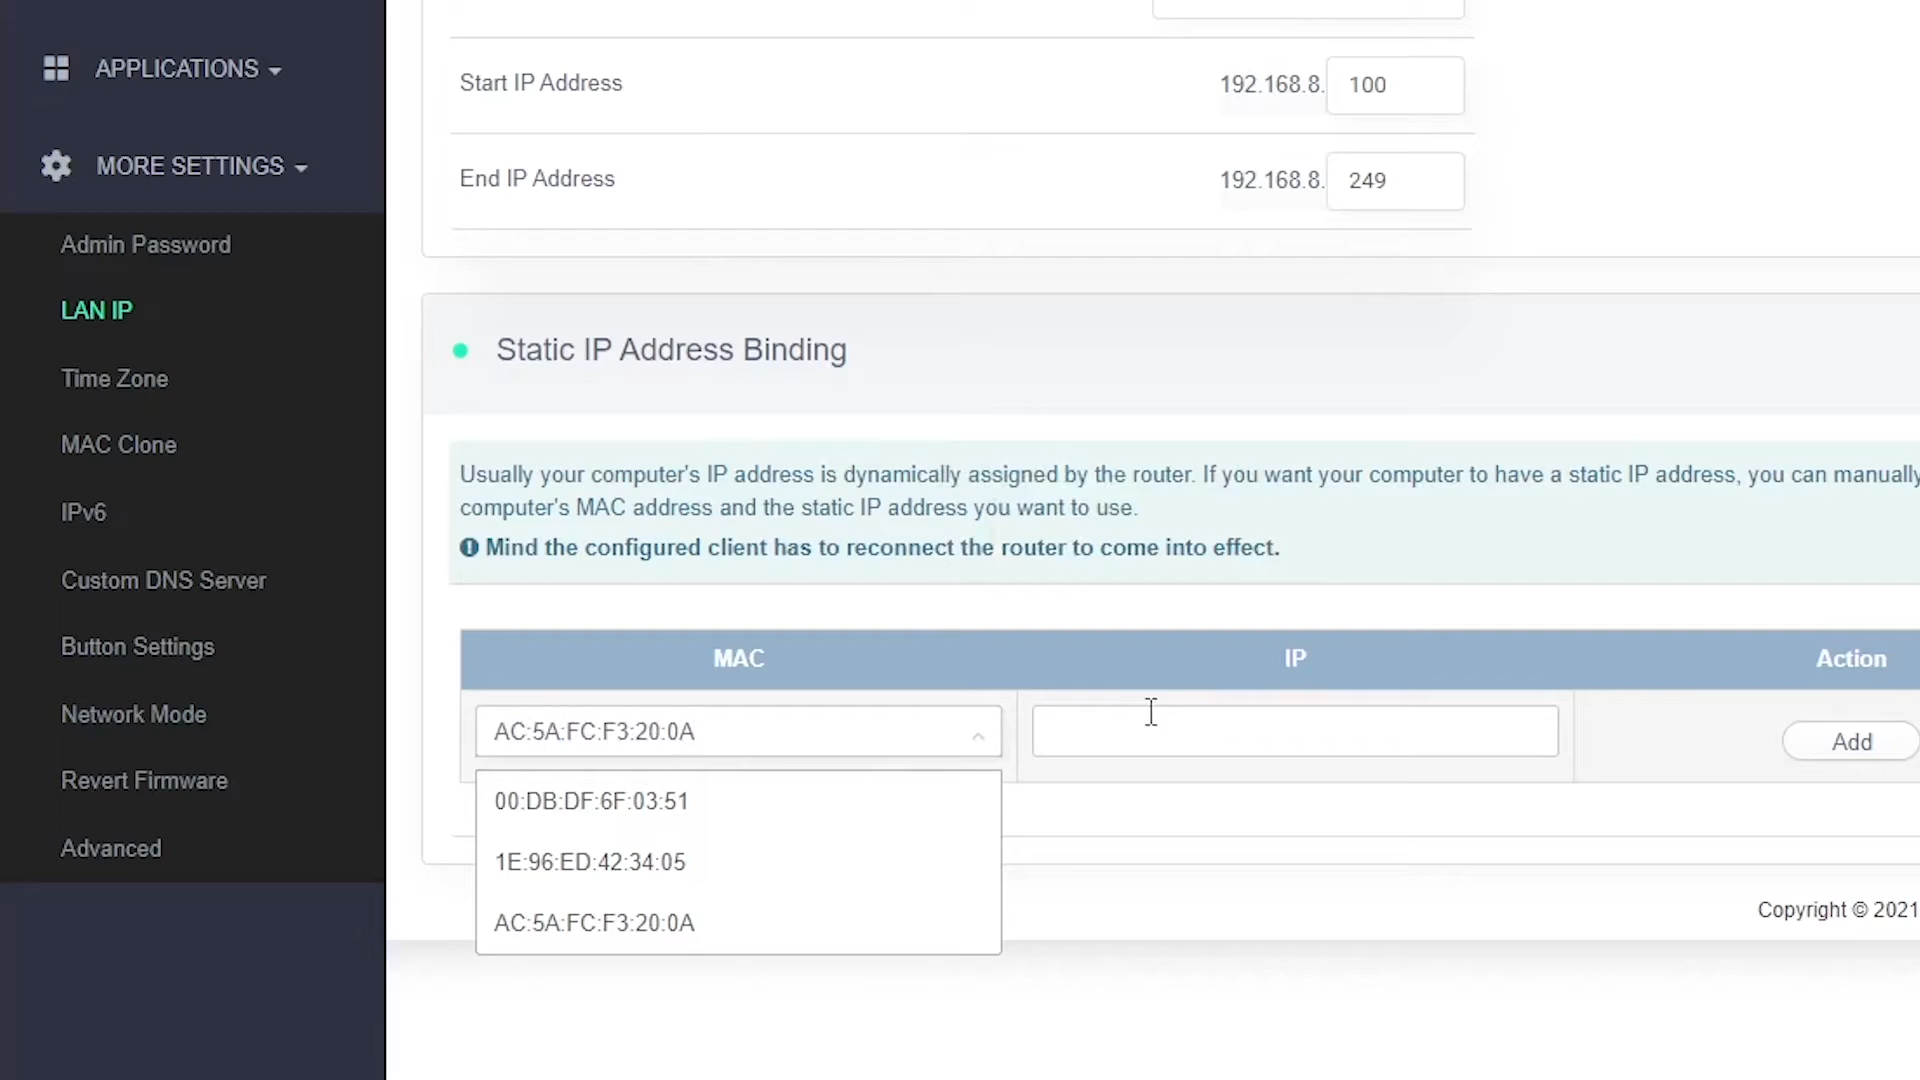 APPLICATIONS
MORE SETTINGS
Admin Password
LAN IP
Time Zone
MAC Clone
IPv6
Custom DNS Server
Button Settings
Network Mode
Revert Firmware
Advanced
Start IP Address 192.168.8. 100
End IP Address 192.168.8. 249
Static IP Address Binding
Usually your computer's IP address is dynamically assigned by the router. If you want your computer to have a static IP address, you can manually
computer's MAC address and the static IP address you want to use.
Mind the configured client has to reconnect the router to come into effect.
MAC IP Action
AC:5A:FC:F3:20:0A Add
00:DB:DF:6F:03:51
1E:96:ED:42:34:05
AC:5A:FC:F3:20:0A
Copyright © 2021